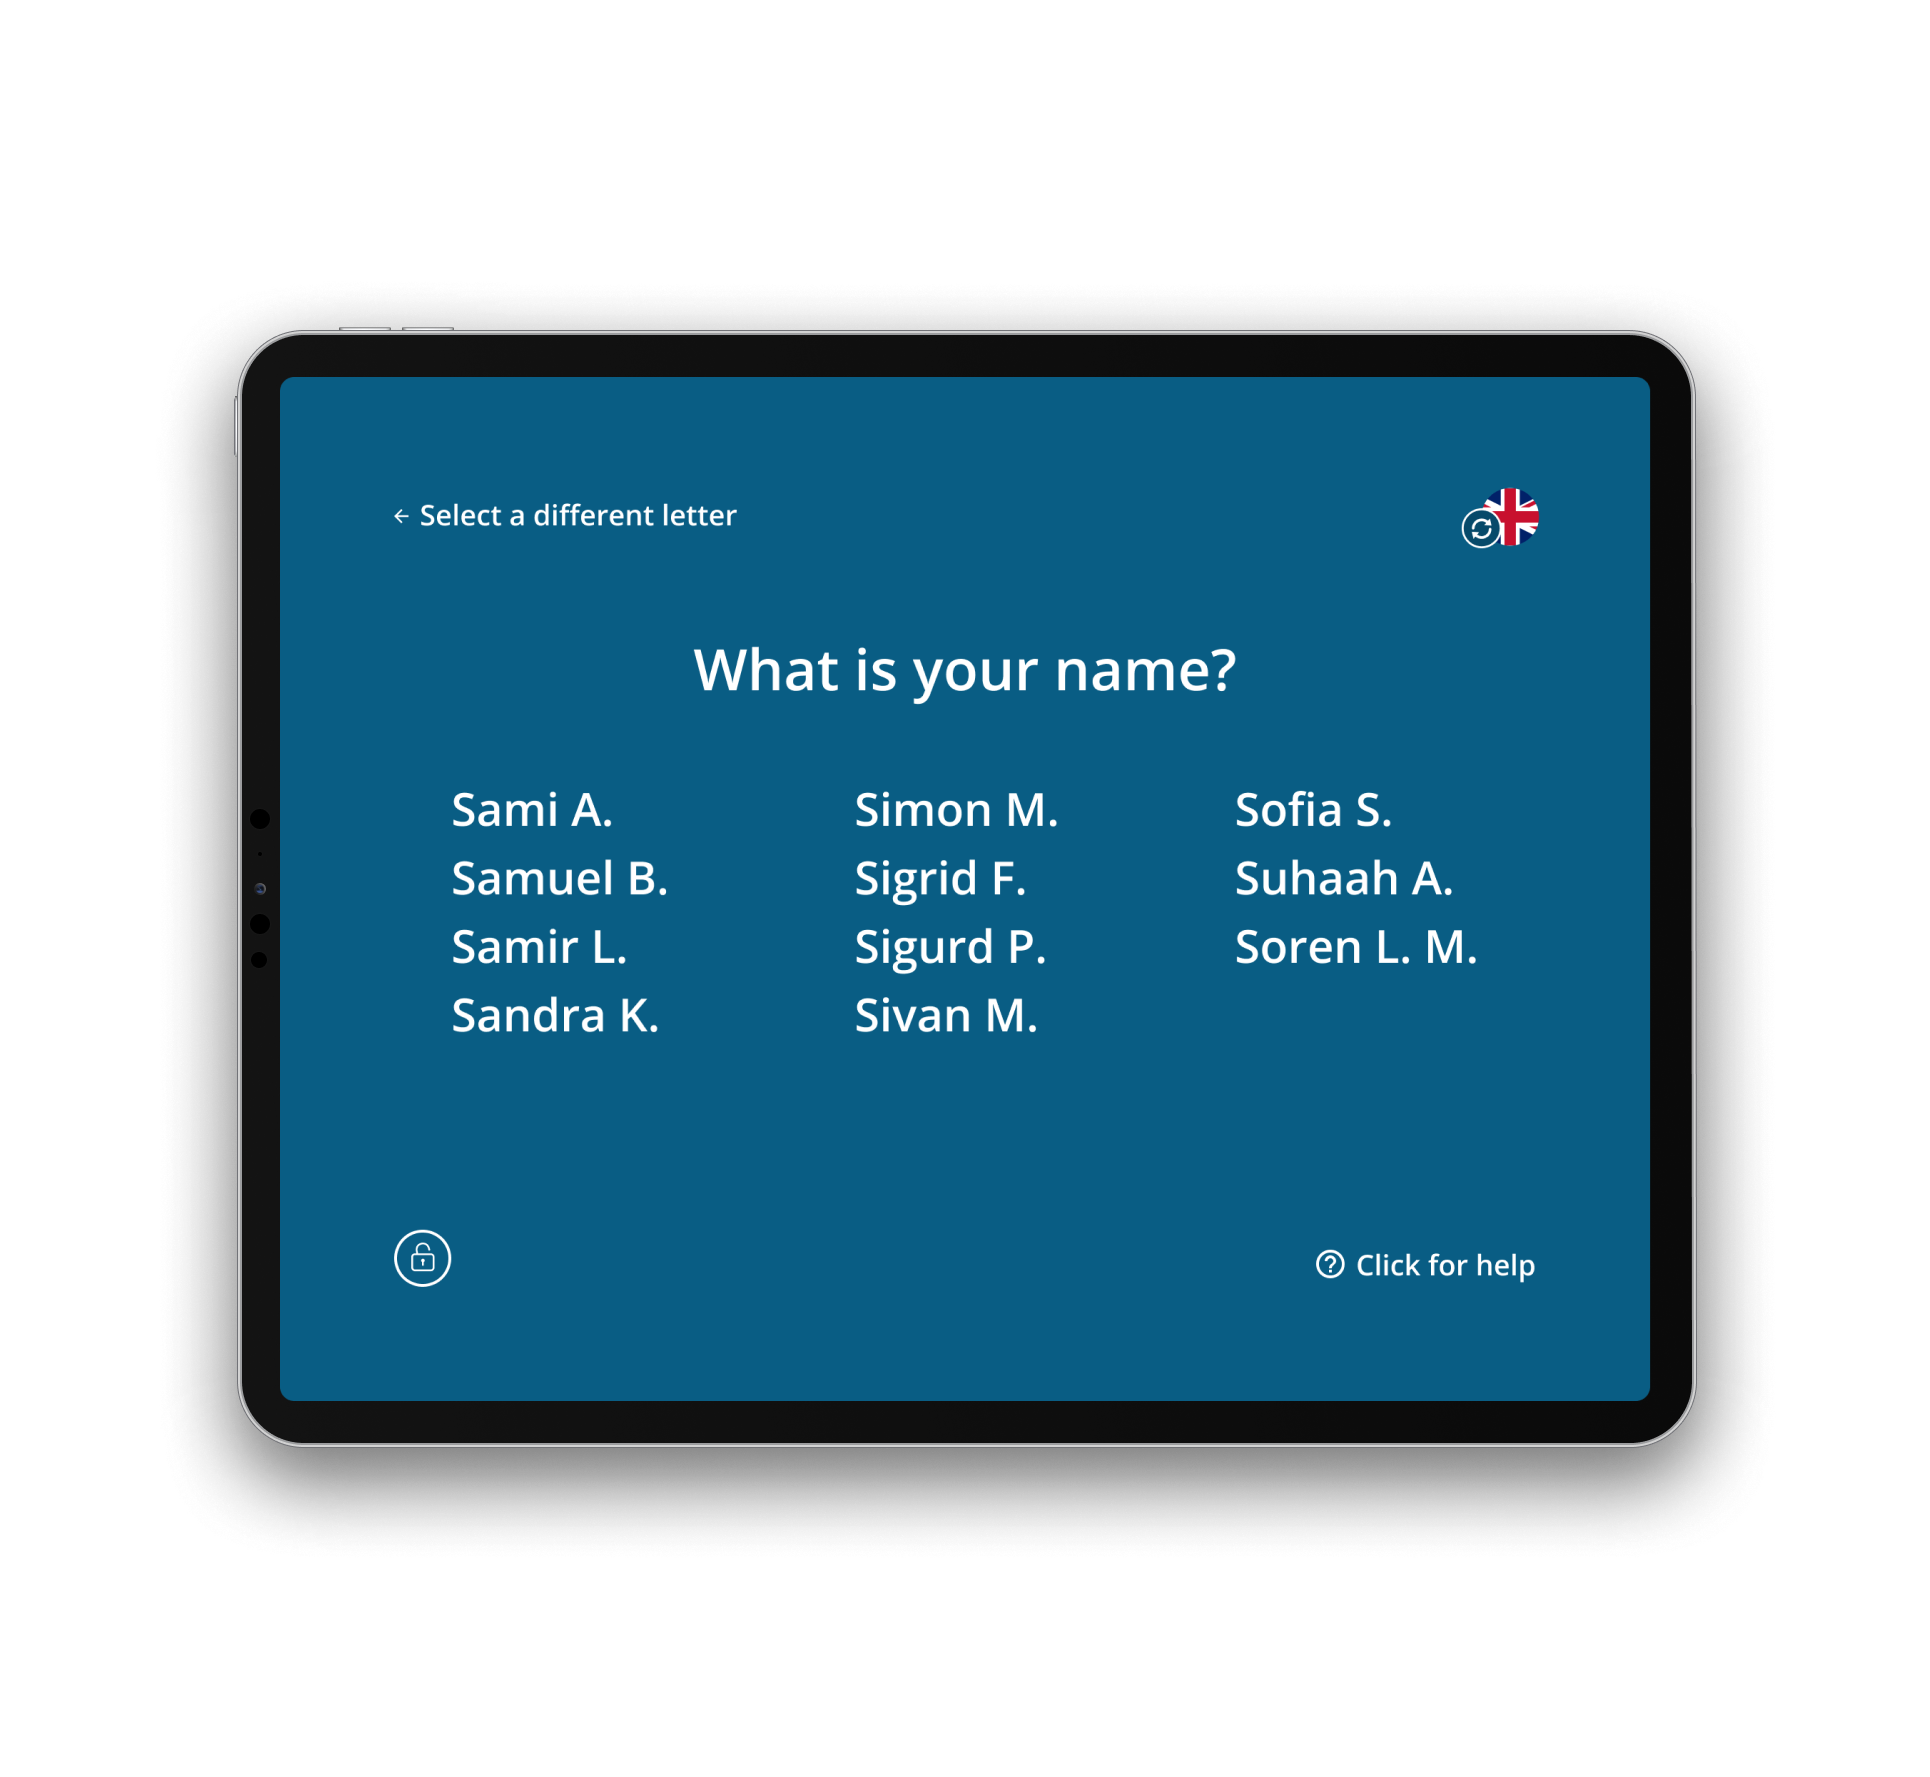 ← Select a different letter
What is your name?
Sami A.
Samuel B.
Samir L.
Sandra K.
Simon M.
Sigrid F.
Sigurd P.
Sivan M.
Sofia S.
Suhaah A.
Soren L. M.
Click for help